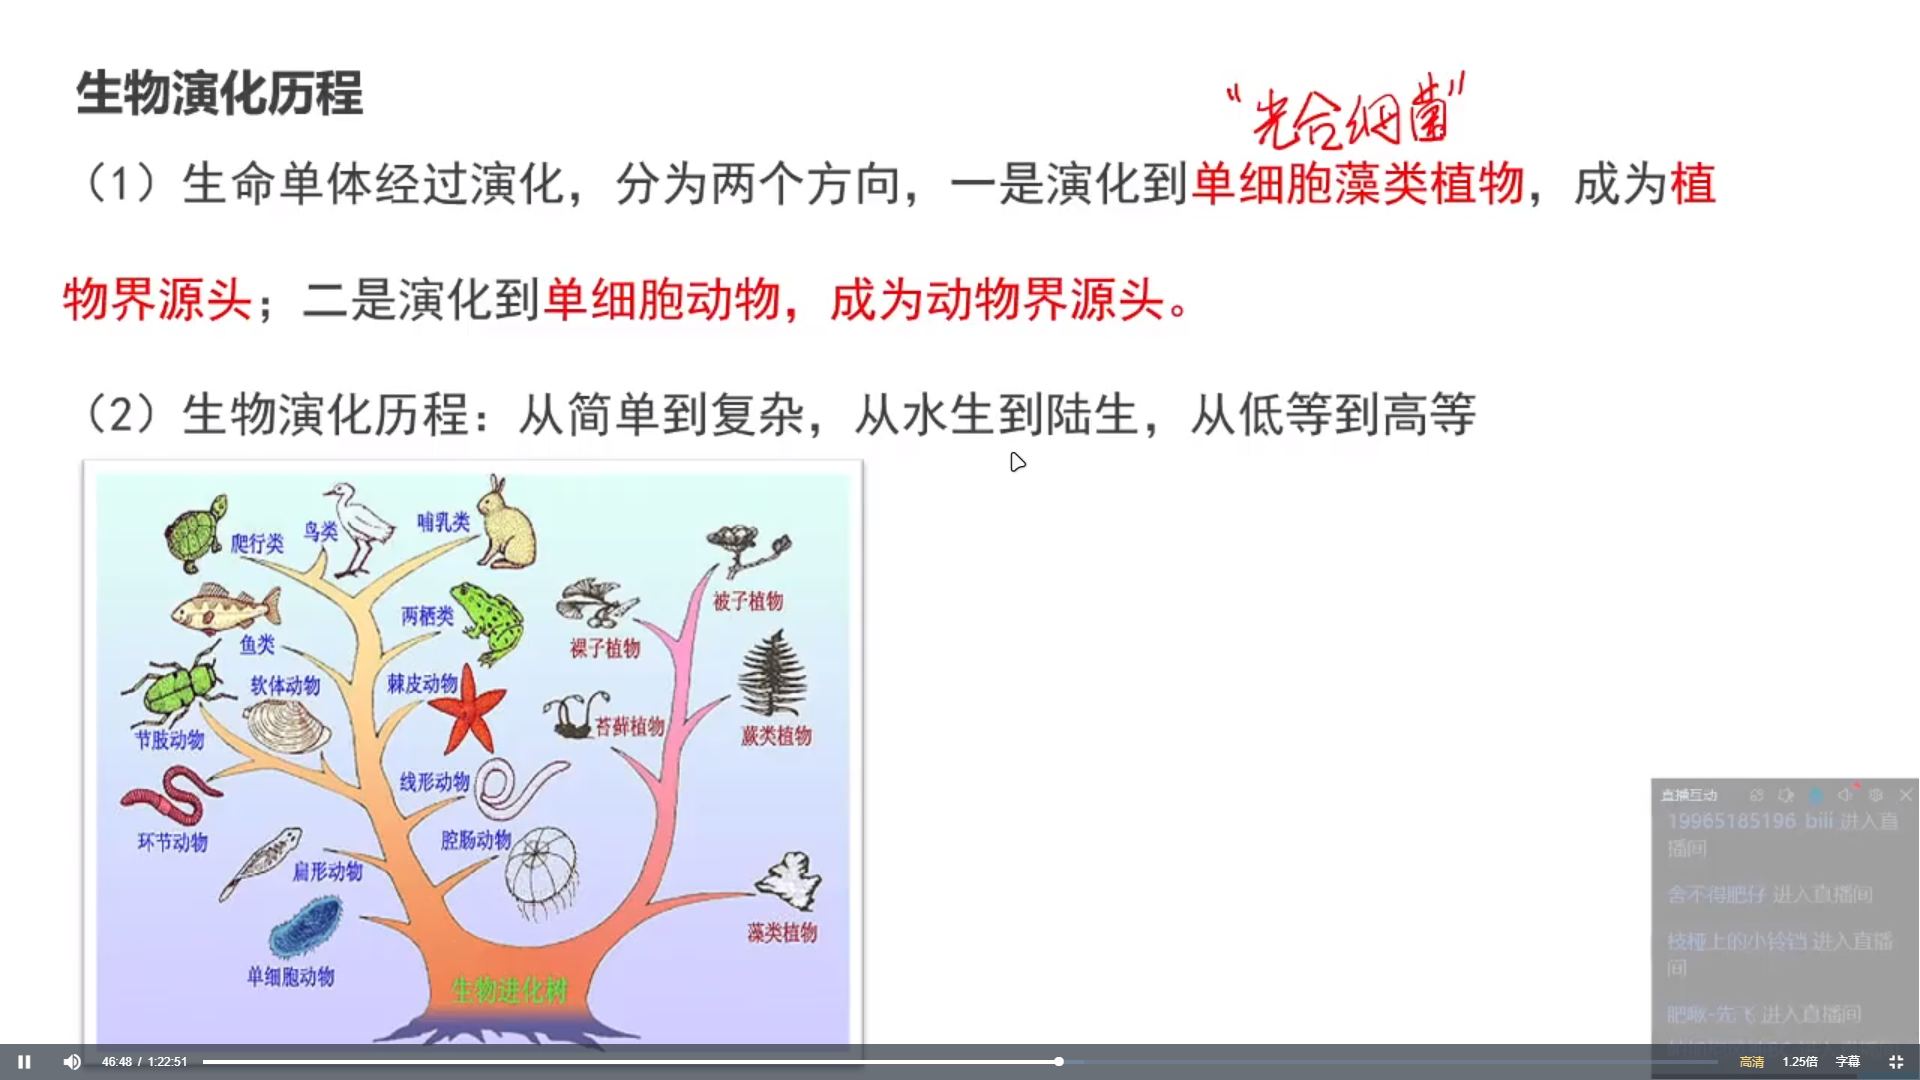 生物演化历程
“光合细菌”
（1）生命单体经过演化，分为两个方向，一是演化到单细胞藻类植物，成为植
物界源头；二是演化到单细胞动物，成为动物界源头。
（2）生物演化历程：从简单到复杂，从水生到陆生，从低等到高等
爬行类
鸟类
哺乳类
鱼类
两栖类
软体动物
棘皮动物
节肢动物
线形动物
环节动物
腔肠动物
扁形动物
单细胞动物
被子植物
裸子植物
苔藓植物
蕨类植物
藻类植物
生物进化树
直播互动
19965185196_bili 进入直
播间
舍不得肥仔 进入直播间
枝桠上的小铃铛 进入直播
间
肥啾-先飞 进入直播间
46:48 / 1:22:51
高清
1.25倍
字幕